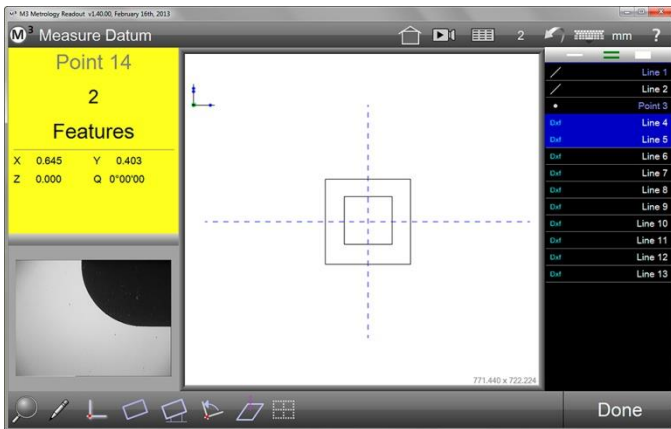 M3 Metrology Readout v1.40.00, February 16th, 2013
M3 Measure Datum
2
mm
?
Point 14
2
Features
X 0.645 Y 0.403
Z 0.000 Q 0°00'00
Line 1
Line 2
Point 3
Dxf Line 4
Dxf Line 5
Dxf Line 6
Dxf Line 7
Dxf Line 8
Dxf Line 9
Dxf Line 10
Dxf Line 11
Dxf Line 12
Dxf Line 13
771.440 x 722.224
Done